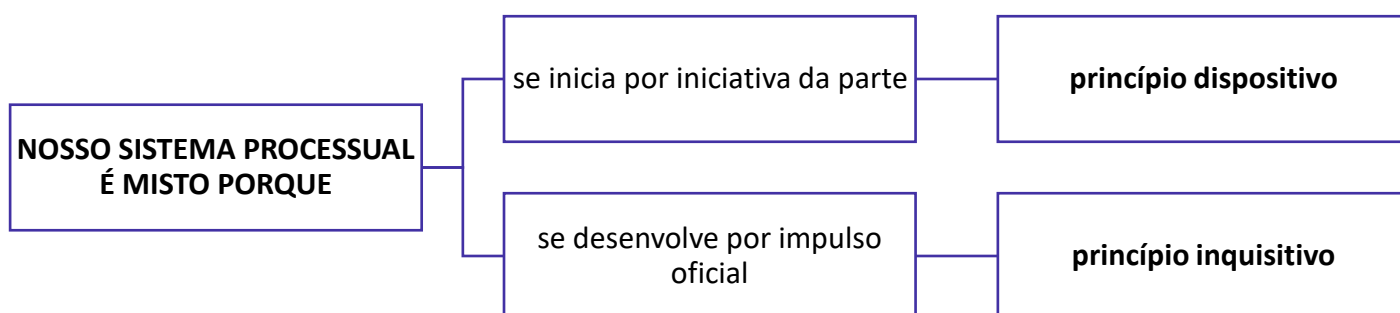 NOSSO SISTEMA PROCESSUAL
É MISTO PORQUE
se inicia por iniciativa da parte
princípio dispositivo
se desenvolve por impulso
oficial
princípio inquisitivo